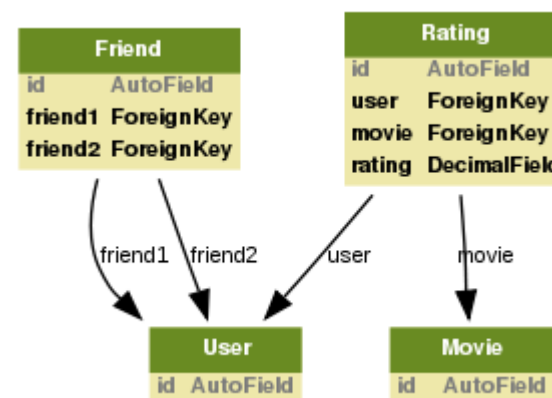 Friend
id AutoField
friend1 ForeignKey
friend2 ForeignKey
Rating
id AutoField
user ForeignKey
movie ForeignKey
rating DecimalField
friend1
friend2
user
movie
User
id AutoField
Movie
id AutoField